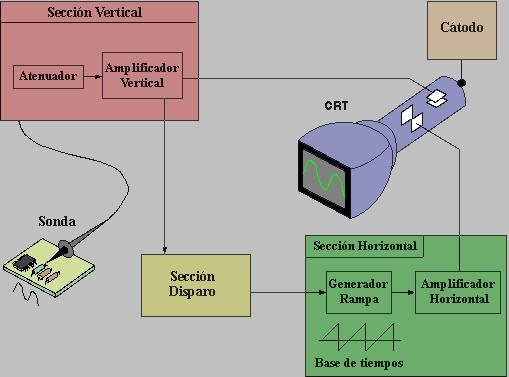 Sección Vertical
Cátodo
Atenuador
Amplificador
Vertical
CRT
Sonda
Sección
Disparo
Sección Horizontal
Generador
Rampa
Amplificador
Horizontal
Base de tiempos